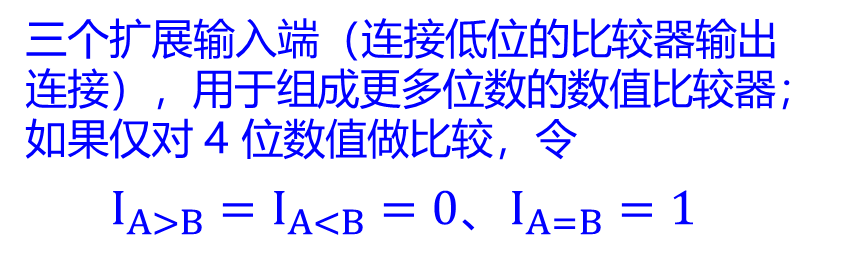 三个扩展输入端（连接低位的比较器输出
连接），用于组成更多位数的数值比较器；
如果仅对 4 位数值做比较，令
I_{A>B} = I_{A<B} = 0、I_{A=B} = 1